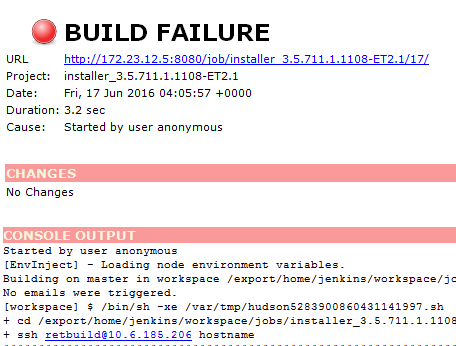 BUILD FAILURE
URL http://172.23.12.5:8080/job/installer_3.5.711.1.1108-ET2.1/17/
Project: installer_3.5.711.1.1108-ET2.1
Date: Fri, 17 Jun 2016 04:05:57 +0000
Duration: 3.2 sec
Cause: Started by user anonymous
CHANGES
No Changes
CONSOLE OUTPUT
Started by user anonymous
[EnvInject] - Loading node environment variables.
Building on master in workspace /export/home/jenkins/workspace/jo
No emails were triggered.
[workspace] $ /bin/sh -xe /var/tmp/hudson5283900860431141997.sh
+ cd /export/home/jenkins/workspace/jobs/installer_3.5.711.1.1108
+ ssh retbuild@10.6.185.206 hostname